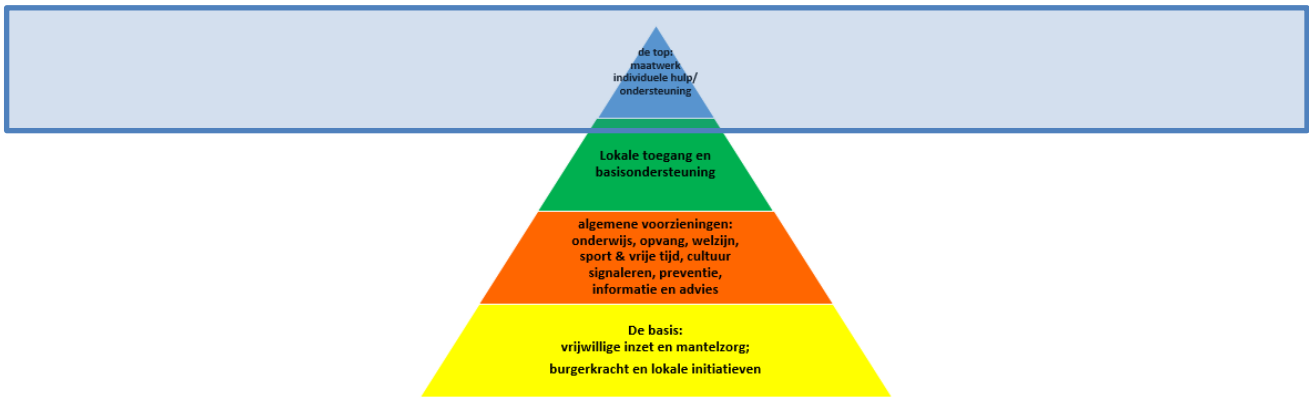 de top:
maatwerk
individuele hulp/
ondersteuning
Lokale toegang en
basisondersteuning
algemene voorzieningen:
onderwijs, opvang, welzijn,
sport & vrije tijd, cultuur
signaleren, preventie,
informatie en advies
De basis:
vrijwillige inzet en mantelzorg;
burgerkracht en lokale initiatieven